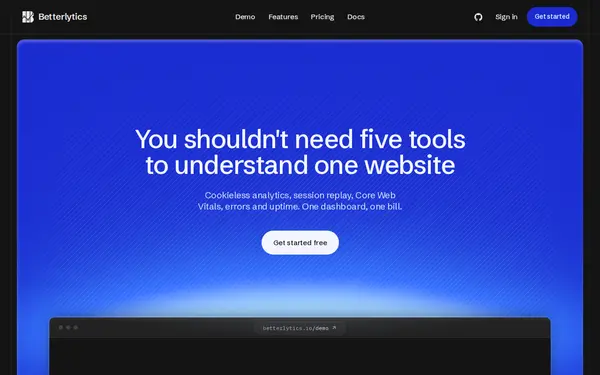 Betterlytics
Demo
Features
Pricing
Docs
Sign in
Get started
You shouldn't need five tools
to understand one website
Cookieless analytics, session replay, Core Web
Vitals, errors and uptime. One dashboard, one bill.
Get started free
betterlytics.io/demo ↗